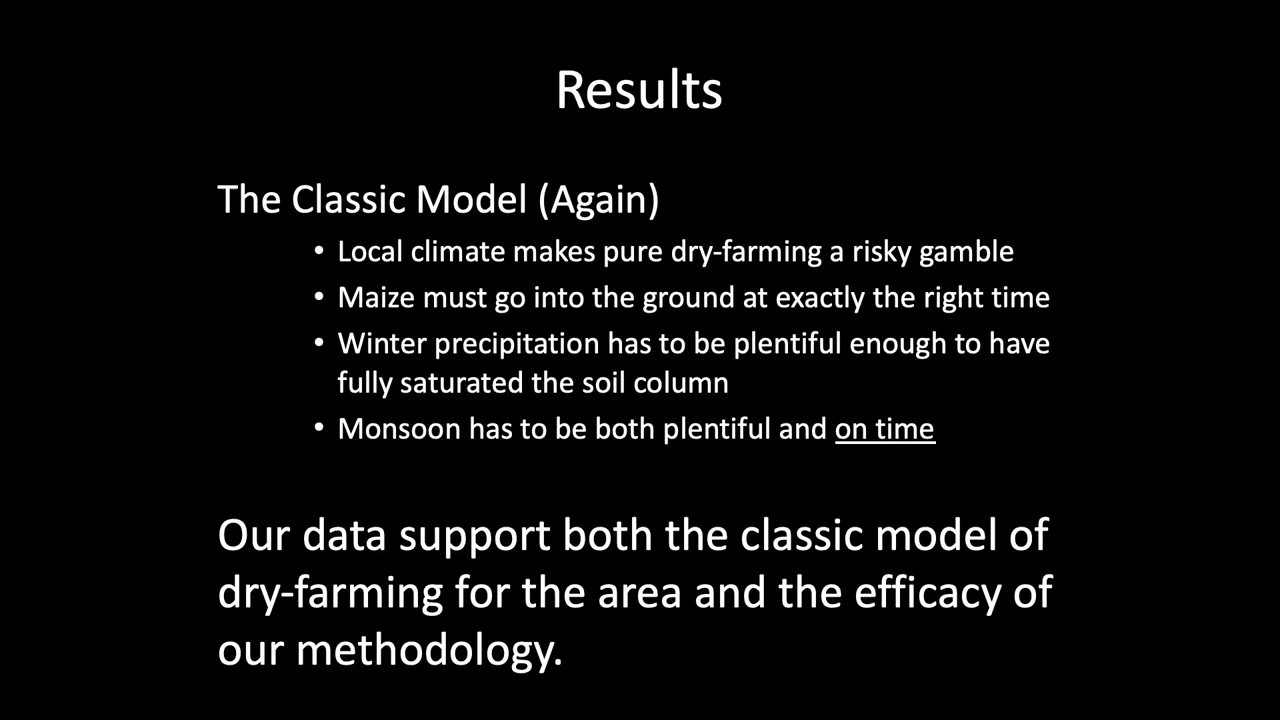 Results
The Classic Model (Again)
• Local climate makes pure dry-farming a risky gamble
• Maize must go into the ground at exactly the right time
• Winter precipitation has to be plentiful enough to have
fully saturated the soil column
• Monsoon has to be both plentiful and on time
Our data support both the classic model of
dry-farming for the area and the efficacy of
our methodology.